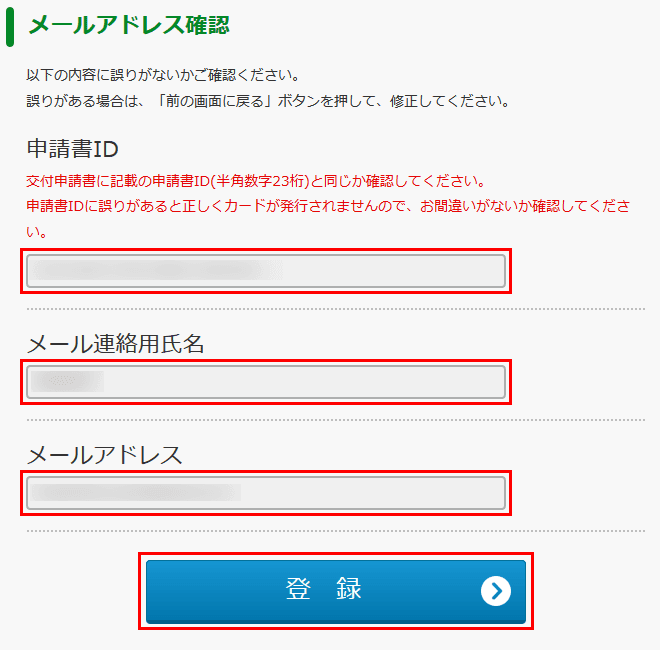 メールアドレス確認
以下の内容に誤りがないかご確認ください。
誤りがある場合は、「前の画面に戻る」ボタンを押して、修正してください。
申請書ID
交付申請書に記載の申請書ID(半角数字23桁)と同じか確認してください。
申請書IDに誤りがあると正しくカードが発行されませんので、お間違いがないか確認してくださ
い。
メール連絡用氏名
メールアドレス
登 録